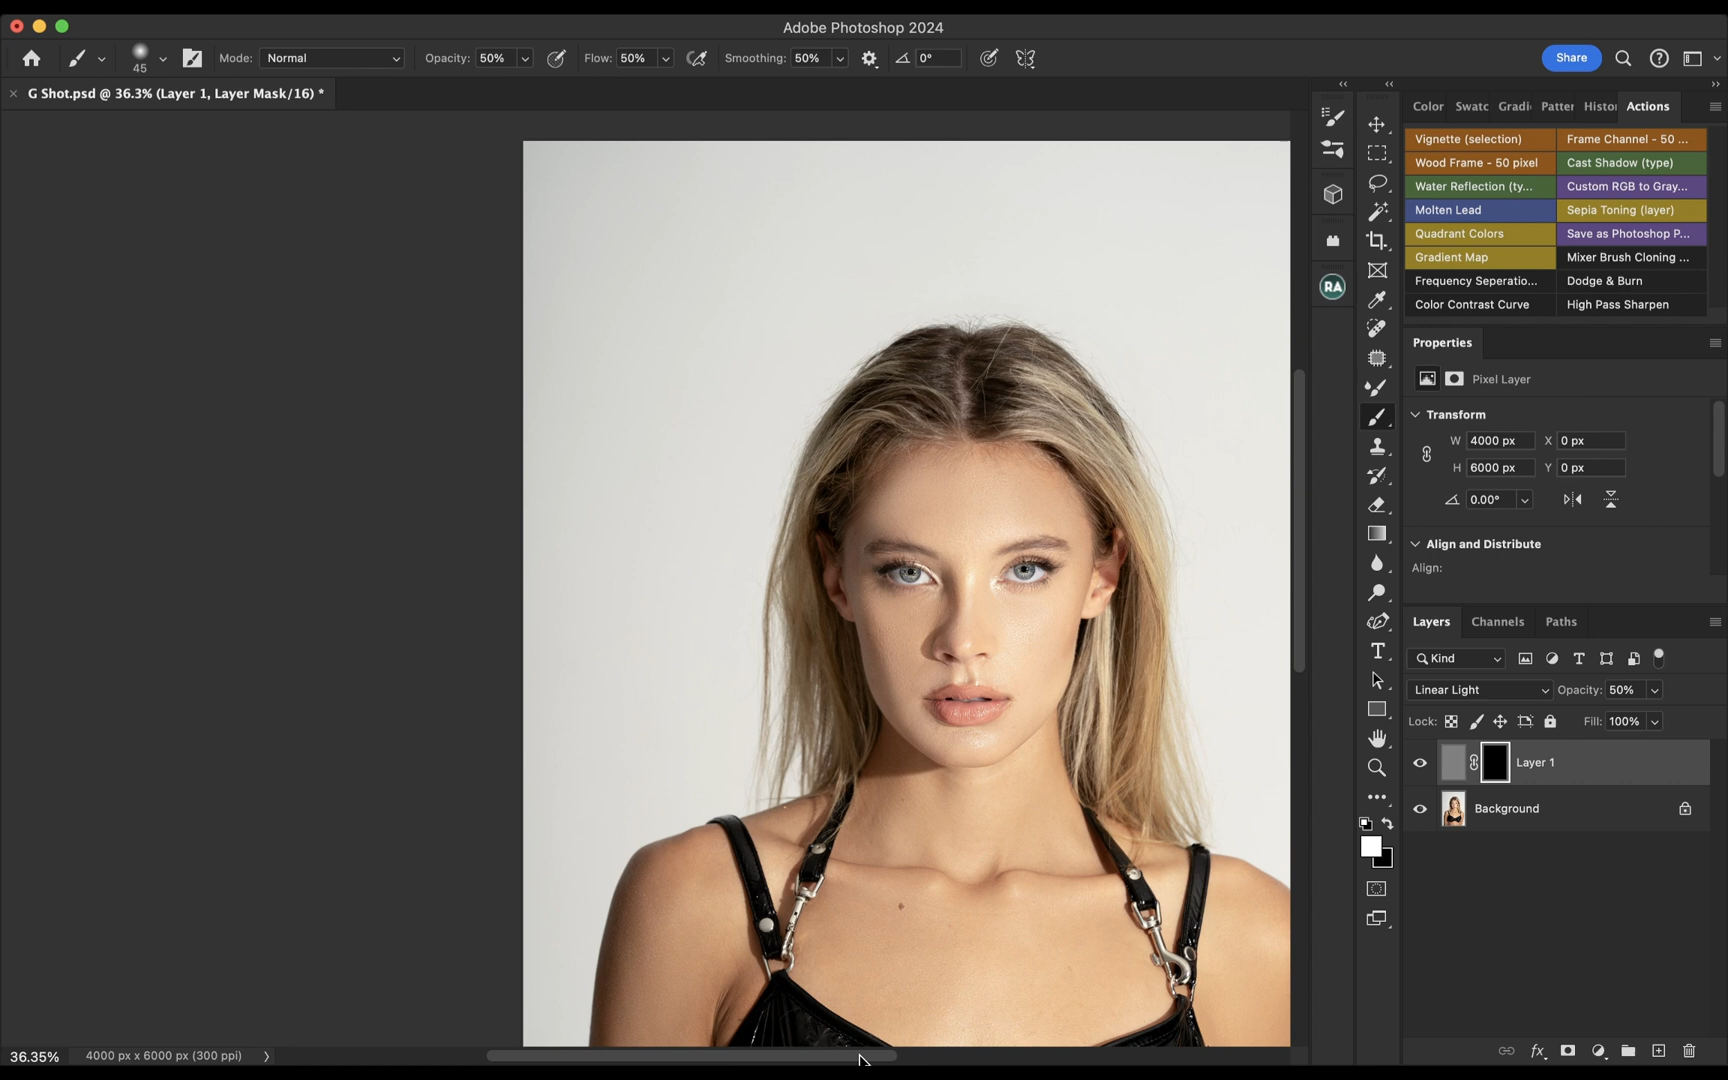 Adobe Photoshop 2024
45 Mode: Normal Opacity: 50% Flow: 50% Smoothing: 50% 0° Share
G Shot.psd @ 36.3% (Layer 1, Layer Mask/16) *
Color Swatc Gradi Patter Histor Actions
Vignette (selection) Frame Channel - 50 ...
Wood Frame - 50 pixel Cast Shadow (type)
Water Reflection (ty... Custom RGB to Gray...
Molten Lead Sepia Toning (layer)
Quadrant Colors Save as Photoshop P...
Gradient Map Mixer Brush Cloning ...
Frequency Seperatio... Dodge & Burn
Color Contrast Curve High Pass Sharpen
RA
Properties
Pixel Layer
Transform
W 4000 px X 0 px
H 6000 px Y 0 px
0.00°
Align and Distribute
Align:
Layers Channels Paths
Kind
Linear Light Opacity: 50%
Lock: Fill: 100%
Layer 1
Background
fx
36.35% 4000 px x 6000 px (300 ppi)